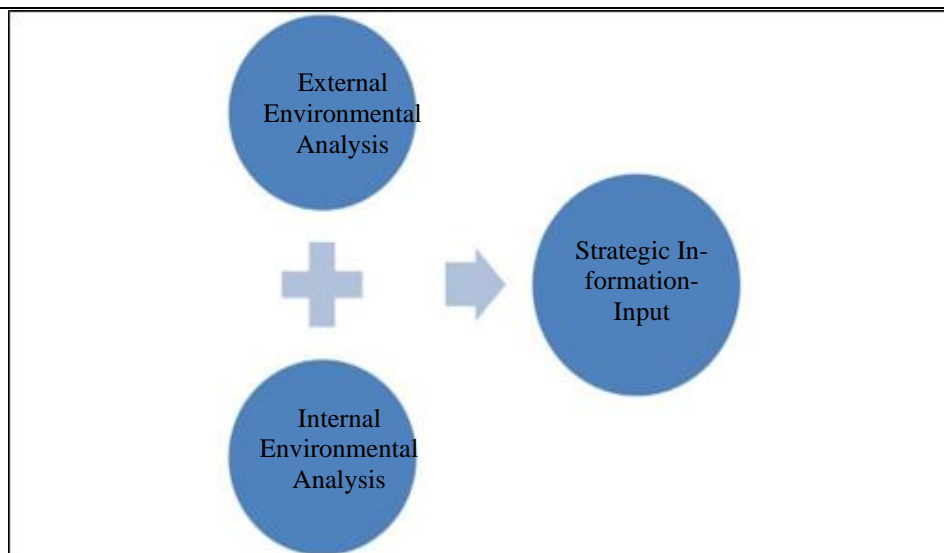 External
Environmental
Analysis
Strategic In-
formation-
Input
Internal
Environmental
Analysis